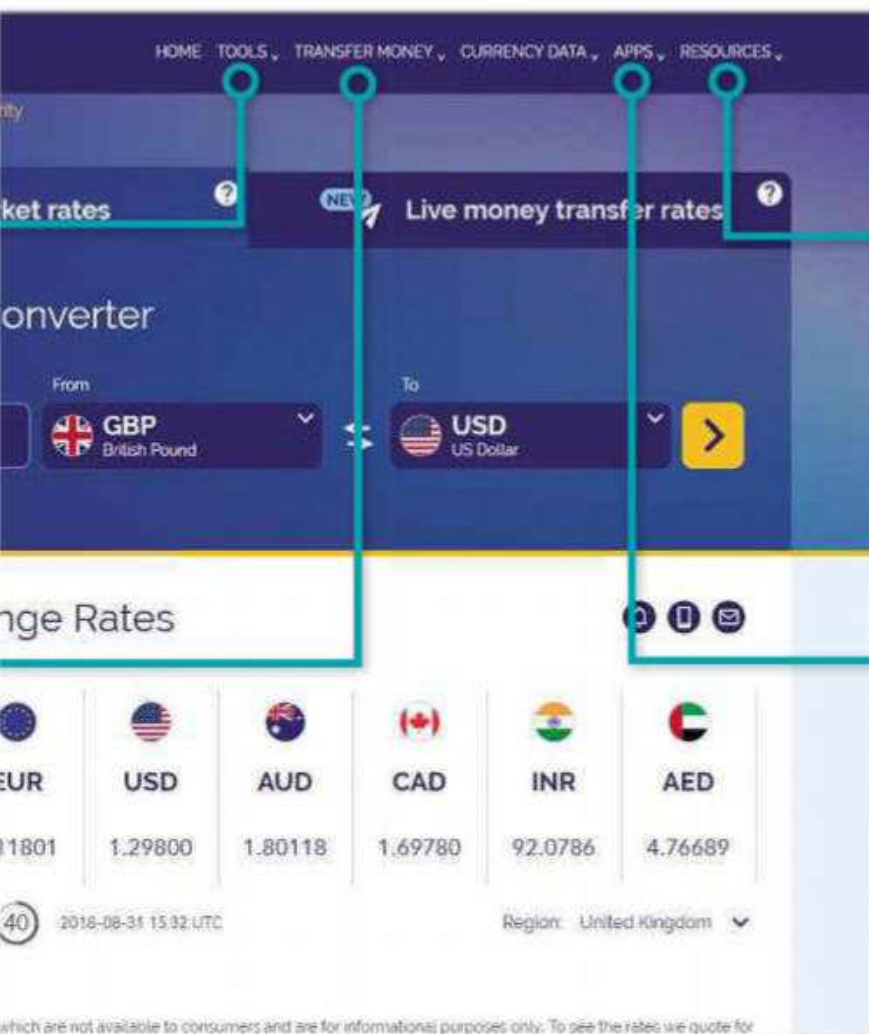 HOME TOOLS TRANSFER MONEY CURRENCY DATA APPS RESOURCES
rity
ket rates
NEW Live money transfer rates
onverter
From To
GBP USD
British Pound US Dollar
nge Rates
EUR USD AUD CAD INR AED
11801 1.29800 1.80118 1.69780 92.0786 4.76689
40 2018-08-31 15:32 UTC Region: United Kingdom
which are not available to consumers and are for informational purposes only. To see the rates we quote for